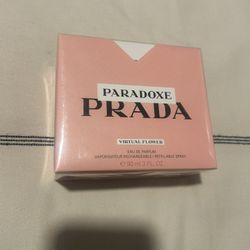 PARADOXE
PRADA
VIRTUAL FLOWER
EAU DE PARFUM
VAPORISATEUR RECHARGEABLE - REFILLABLE SPRAY
℮ 90 ml 3 FL. OZ.